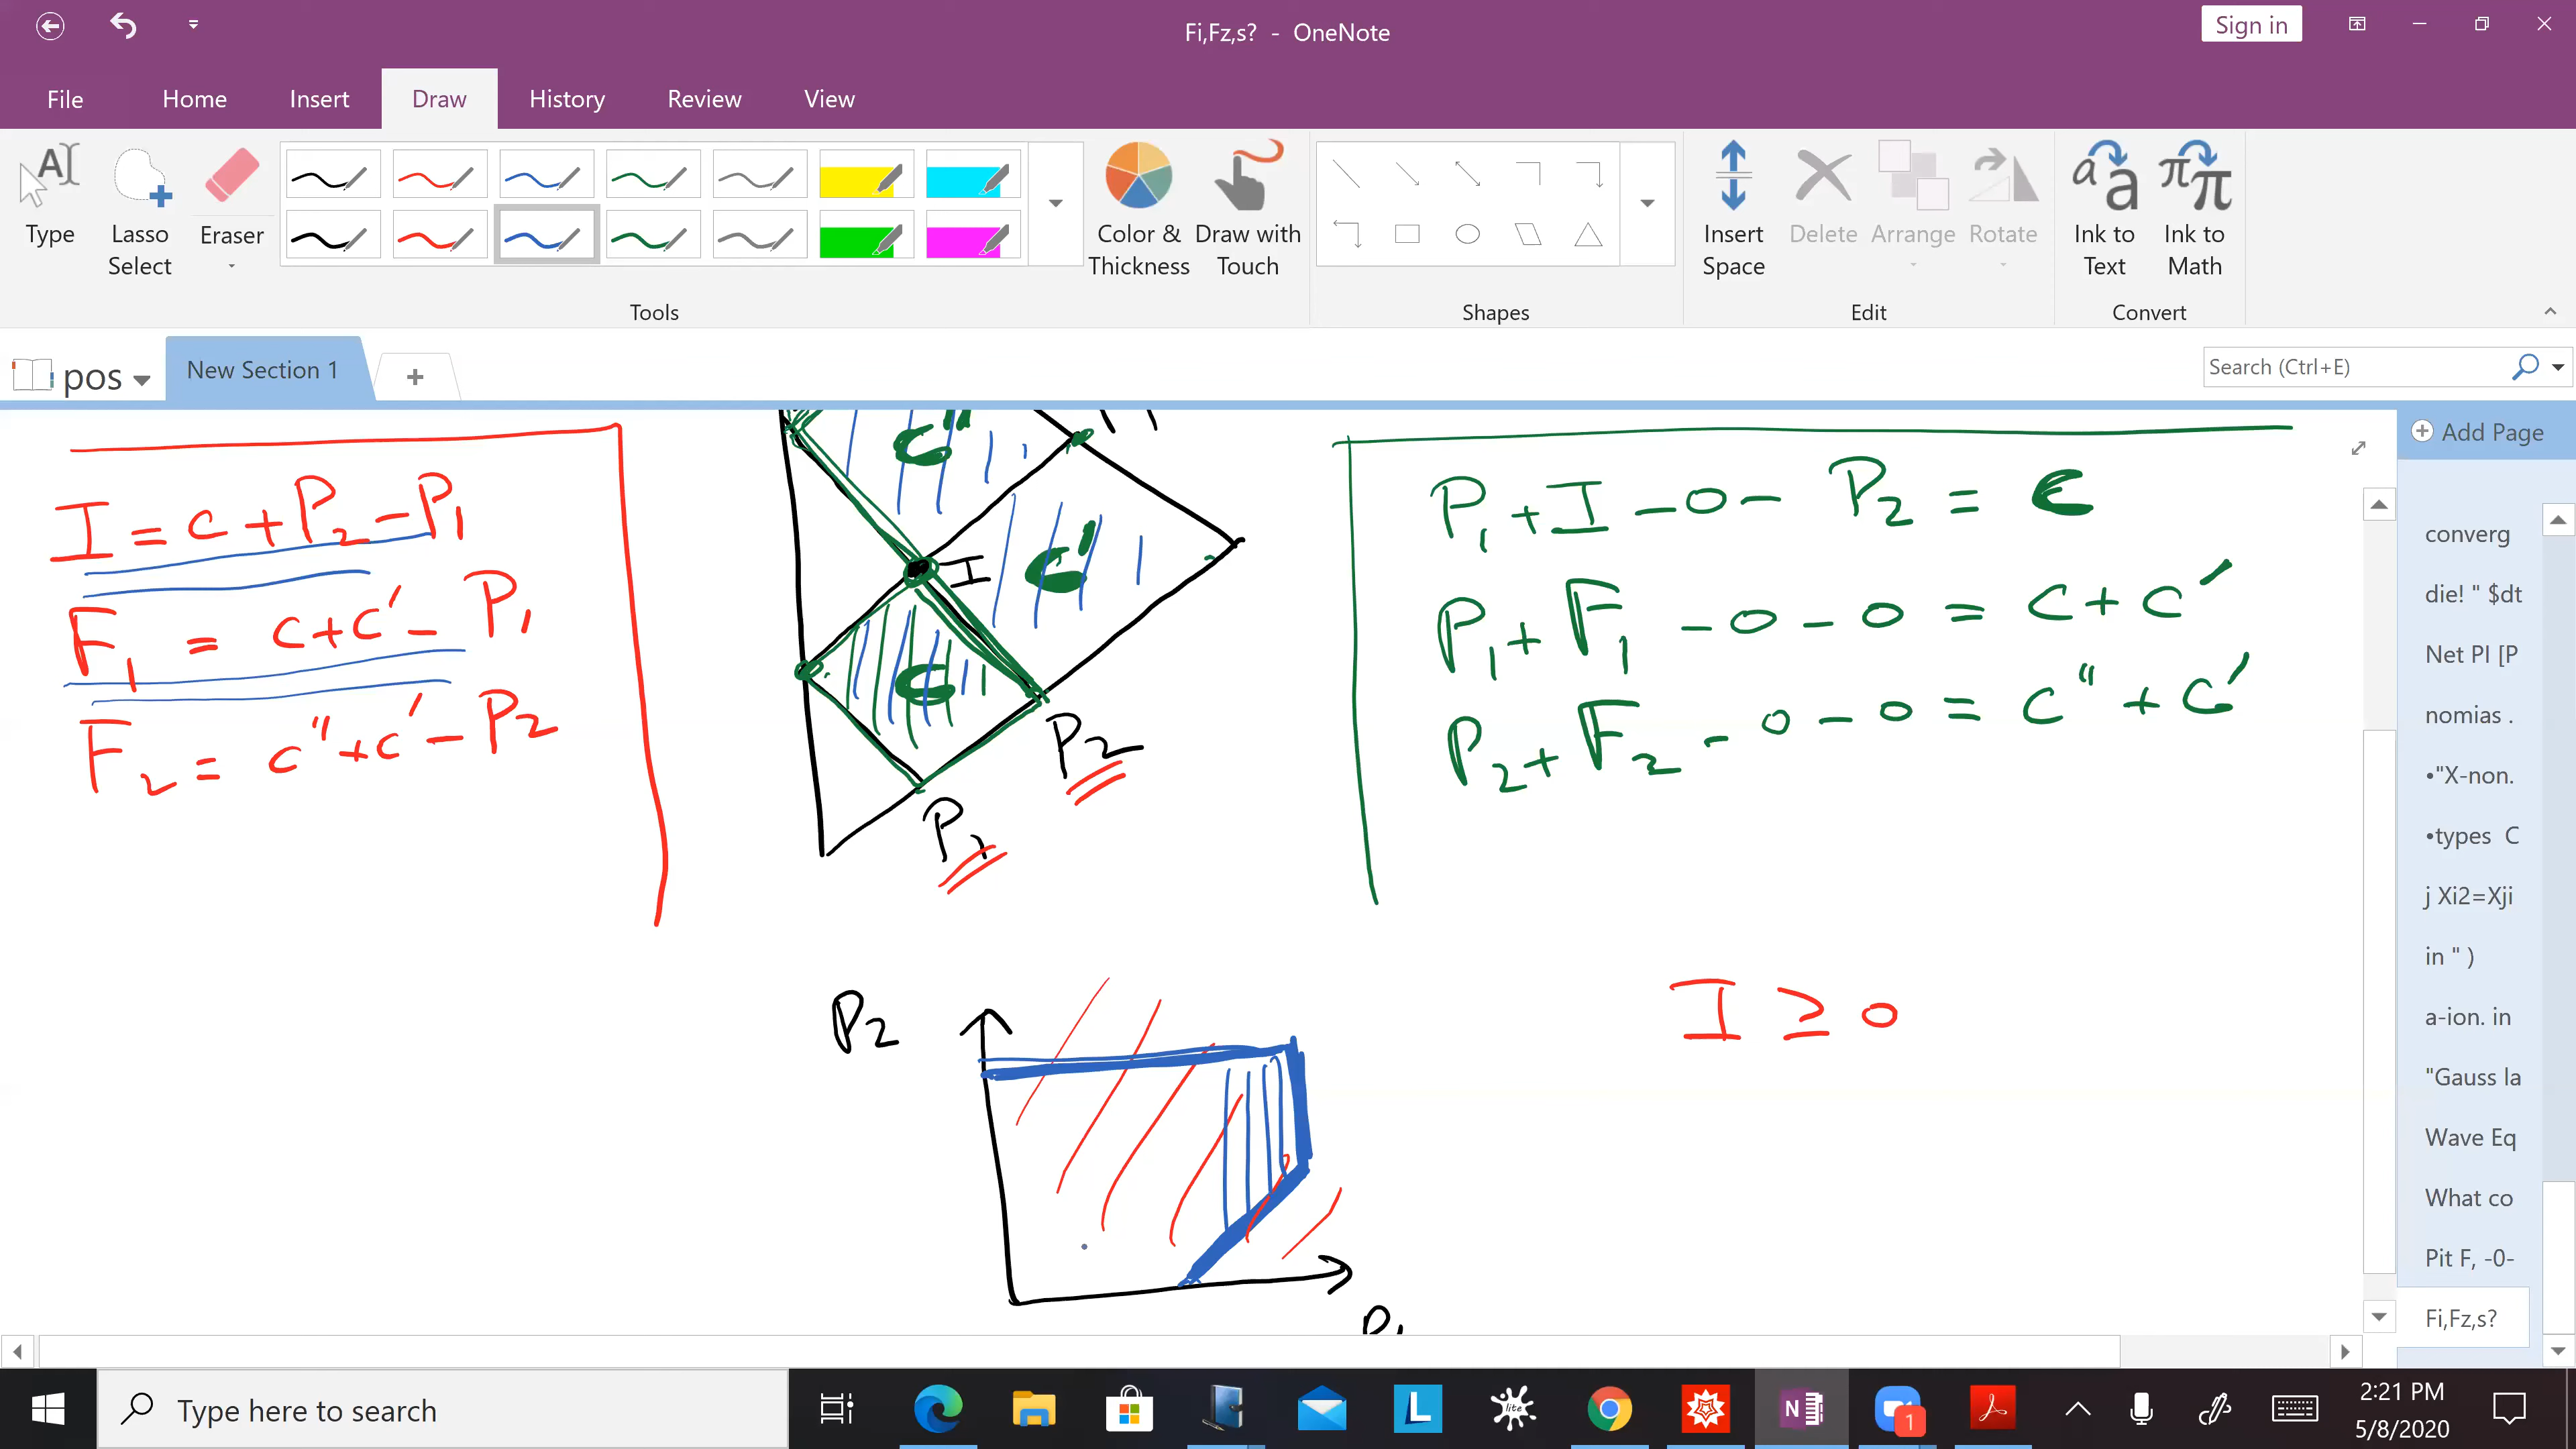 Fi,Fz,s? - OneNote
Sign in
File Home Insert Draw History Review View
Type
Lasso Select
Eraser
Color & Thickness
Draw with Touch
Insert Space
Delete
Arrange
Rotate
Ink to Text
Ink to Math
Tools
Shapes
Edit
Convert
pos
New Section 1
+
Search (Ctrl+E)
I = c + P₂ - P₁
F₁ = c + c' - P₁
F₂ = c'' + c' - P₂
c''
c'
I
c
P₂
P₁
P₁ + I - 0 - P₂ = c
P₁ + F₁ - 0 - 0 = c + c'
P₂ + F₂ - 0 - 0 = c'' + c'
I ≥ 0
P₂
P₁
Add Page
converg
die! " $dt
Net PI [P
nomias .
•"X-non.
•types C
j Xi2=Xji
in " )
a-ion. in
"Gauss la
Wave Eq
What co
Pit F, -0-
Fi,Fz,s?
Type here to search
L
lite
N
1
2:21 PM
5/8/2020